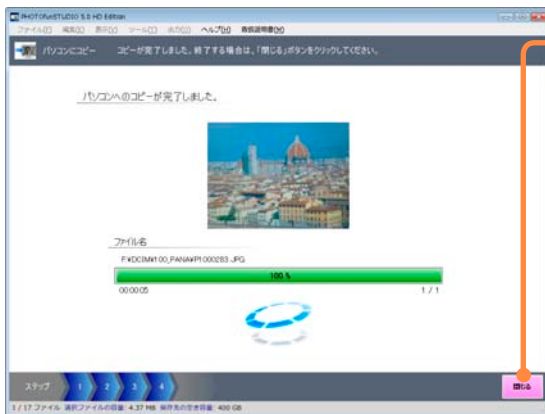 PHOTOfunSTUDIO 5.0 HD Edition
ファイル(F) 編集(E) 表示(V) ツール(T) 出力(O) ヘルプ(H) 取扱説明書(M)
パソコンにコピー コピーが完了しました。終了する場合は、「閉じる」ボタンをクリックしてください。
パソコンへのコピーが完了しました。
ファイル名
F:¥DCIM¥100_PANA¥P1000283.JPG
100 %
00:00:05 1 / 1
ステップ 1 2 3 4 閉じる
1 / 17 ファイル 選択ファイルの容量: 4.37 MB 保存先の空き容量: 400 GB